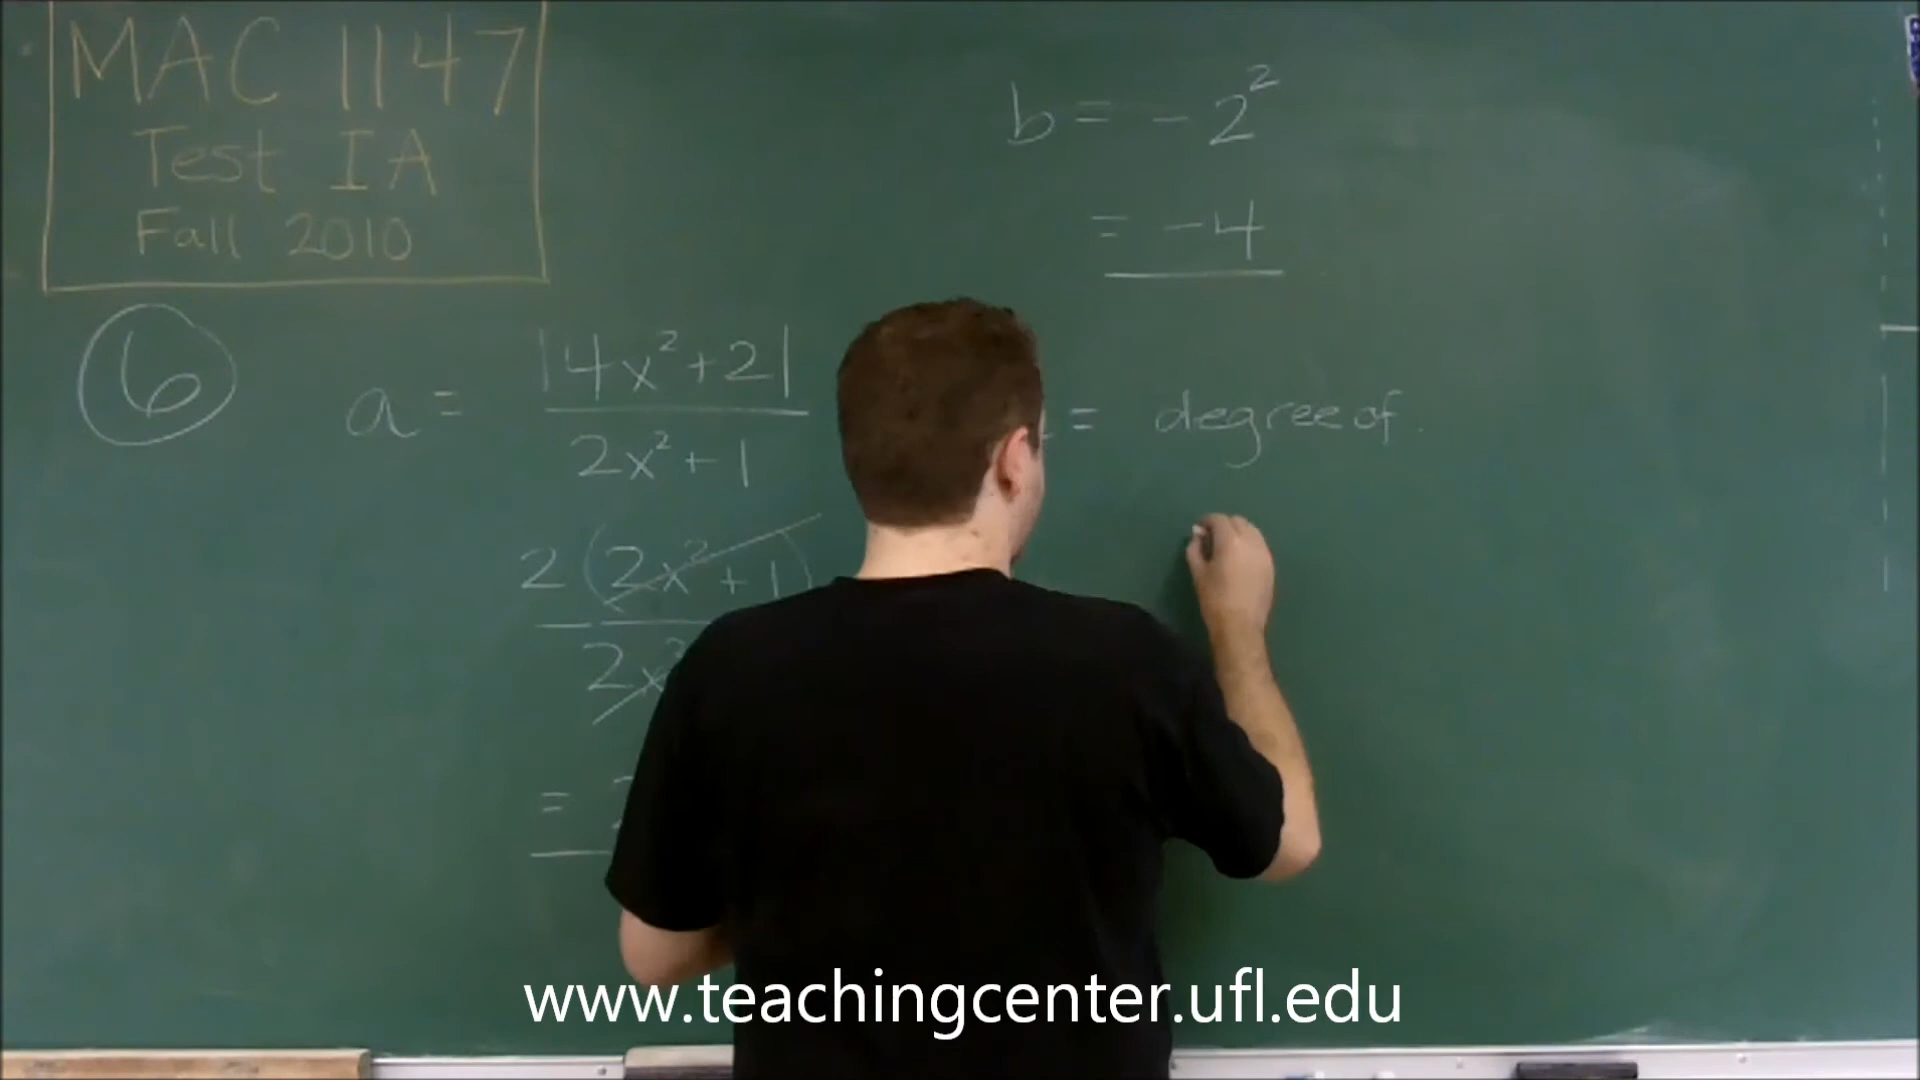 MAC 1147
Test IA
Fall 2010
b = -2²
= -4
6
a = |4x²+2|
2x²+1
= degree of
2(2x²+1)
2x²
=
www.teachingcenter.ufl.edu